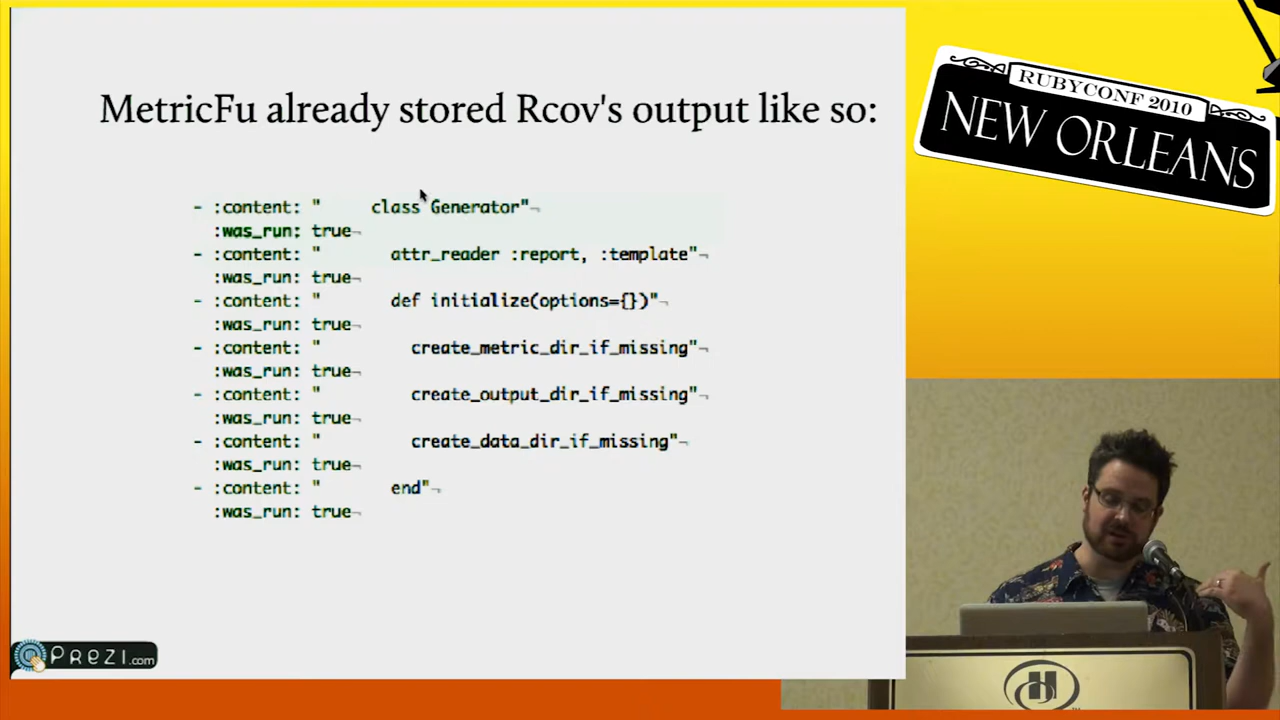 MetricFu already stored Rcov's output like so:
- :content: "     class Generator"¬
:was_run: true¬
- :content: "       attr_reader :report, :template"¬
:was_run: true¬
- :content: "       def initialize(options={})"¬
:was_run: true¬
- :content: "         create_metric_dir_if_missing"¬
:was_run: true¬
- :content: "         create_output_dir_if_missing"¬
:was_run: true¬
- :content: "         create_data_dir_if_missing"¬
:was_run: true¬
- :content: "       end"¬
:was_run: true¬
Prezi.com
RUBYCONF 2010
NEW ORLEANS
H